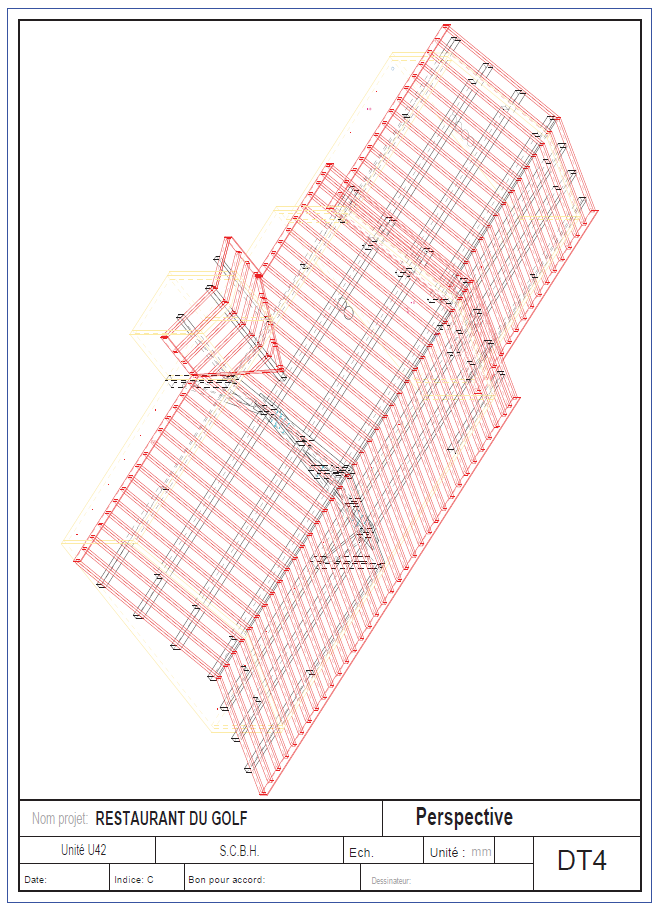 Nom projet: RESTAURANT DU GOLF
Perspective
Unité U42
S.C.B.H.
Ech.
Unité : mm
DT4
Date:
Indice: C
Bon pour accord:
Dessinateur: